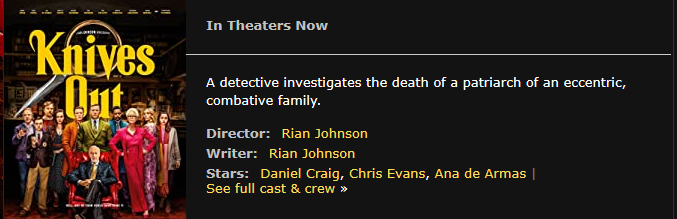 Knives
Out
In Theaters Now
A detective investigates the death of a patriarch of an eccentric,
combative family.
Director: Rian Johnson
Writer: Rian Johnson
Stars: Daniel Craig, Chris Evans, Ana de Armas |
See full cast & crew »